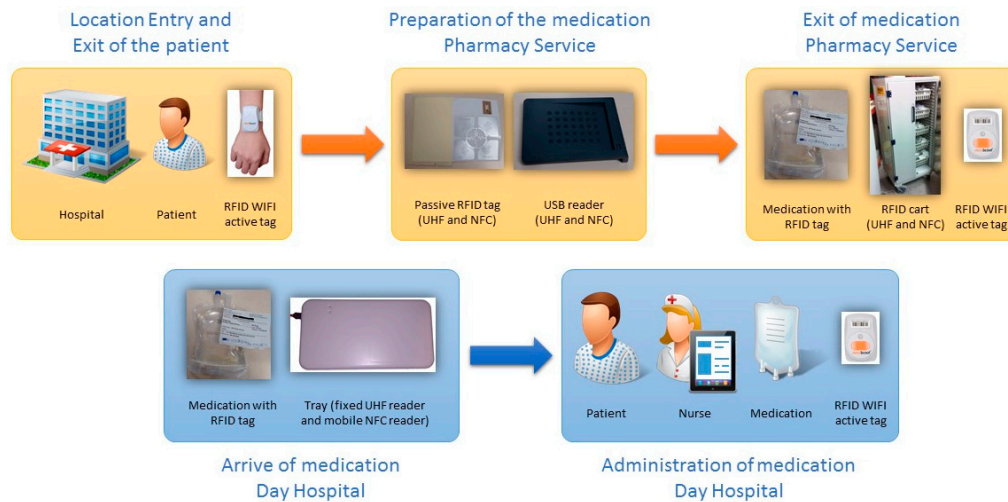 Location Entry and
Exit of the patient
Preparation of the medication
Pharmacy Service
Exit of medication
Pharmacy Service
Hospital
Patient
RFID WIFI
active tag
Passive RFID tag
(UHF and NFC)
USB reader
(UHF and NFC)
Medication with
RFID tag
RFID cart
(UHF and NFC)
RFID WIFI
active tag
Medication with
RFID tag
Tray (fixed UHF reader
and mobile NFC reader)
Patient
Nurse
Medication
RFID WIFI
active tag
Arrive of medication
Day Hospital
Administration of medication
Day Hospital